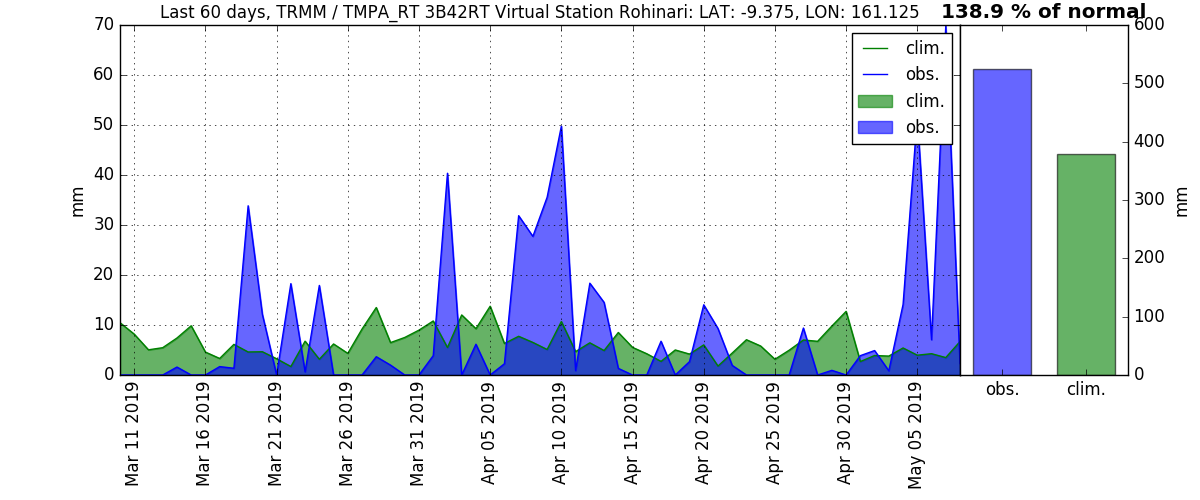 Last 60 days, TRMM / TMPA_RT 3B42RT Virtual Station Rohinari: LAT: -9.375, LON: 161.125
138.9 % of normal
70
60
50
40
30
20
10
0
mm
clim.
obs.
clim.
obs.
600
500
400
300
200
100
0
mm
obs.
clim.
Mar 11 2019
Mar 16 2019
Mar 21 2019
Mar 26 2019
Mar 31 2019
Apr 05 2019
Apr 10 2019
Apr 15 2019
Apr 20 2019
Apr 25 2019
Apr 30 2019
May 05 2019